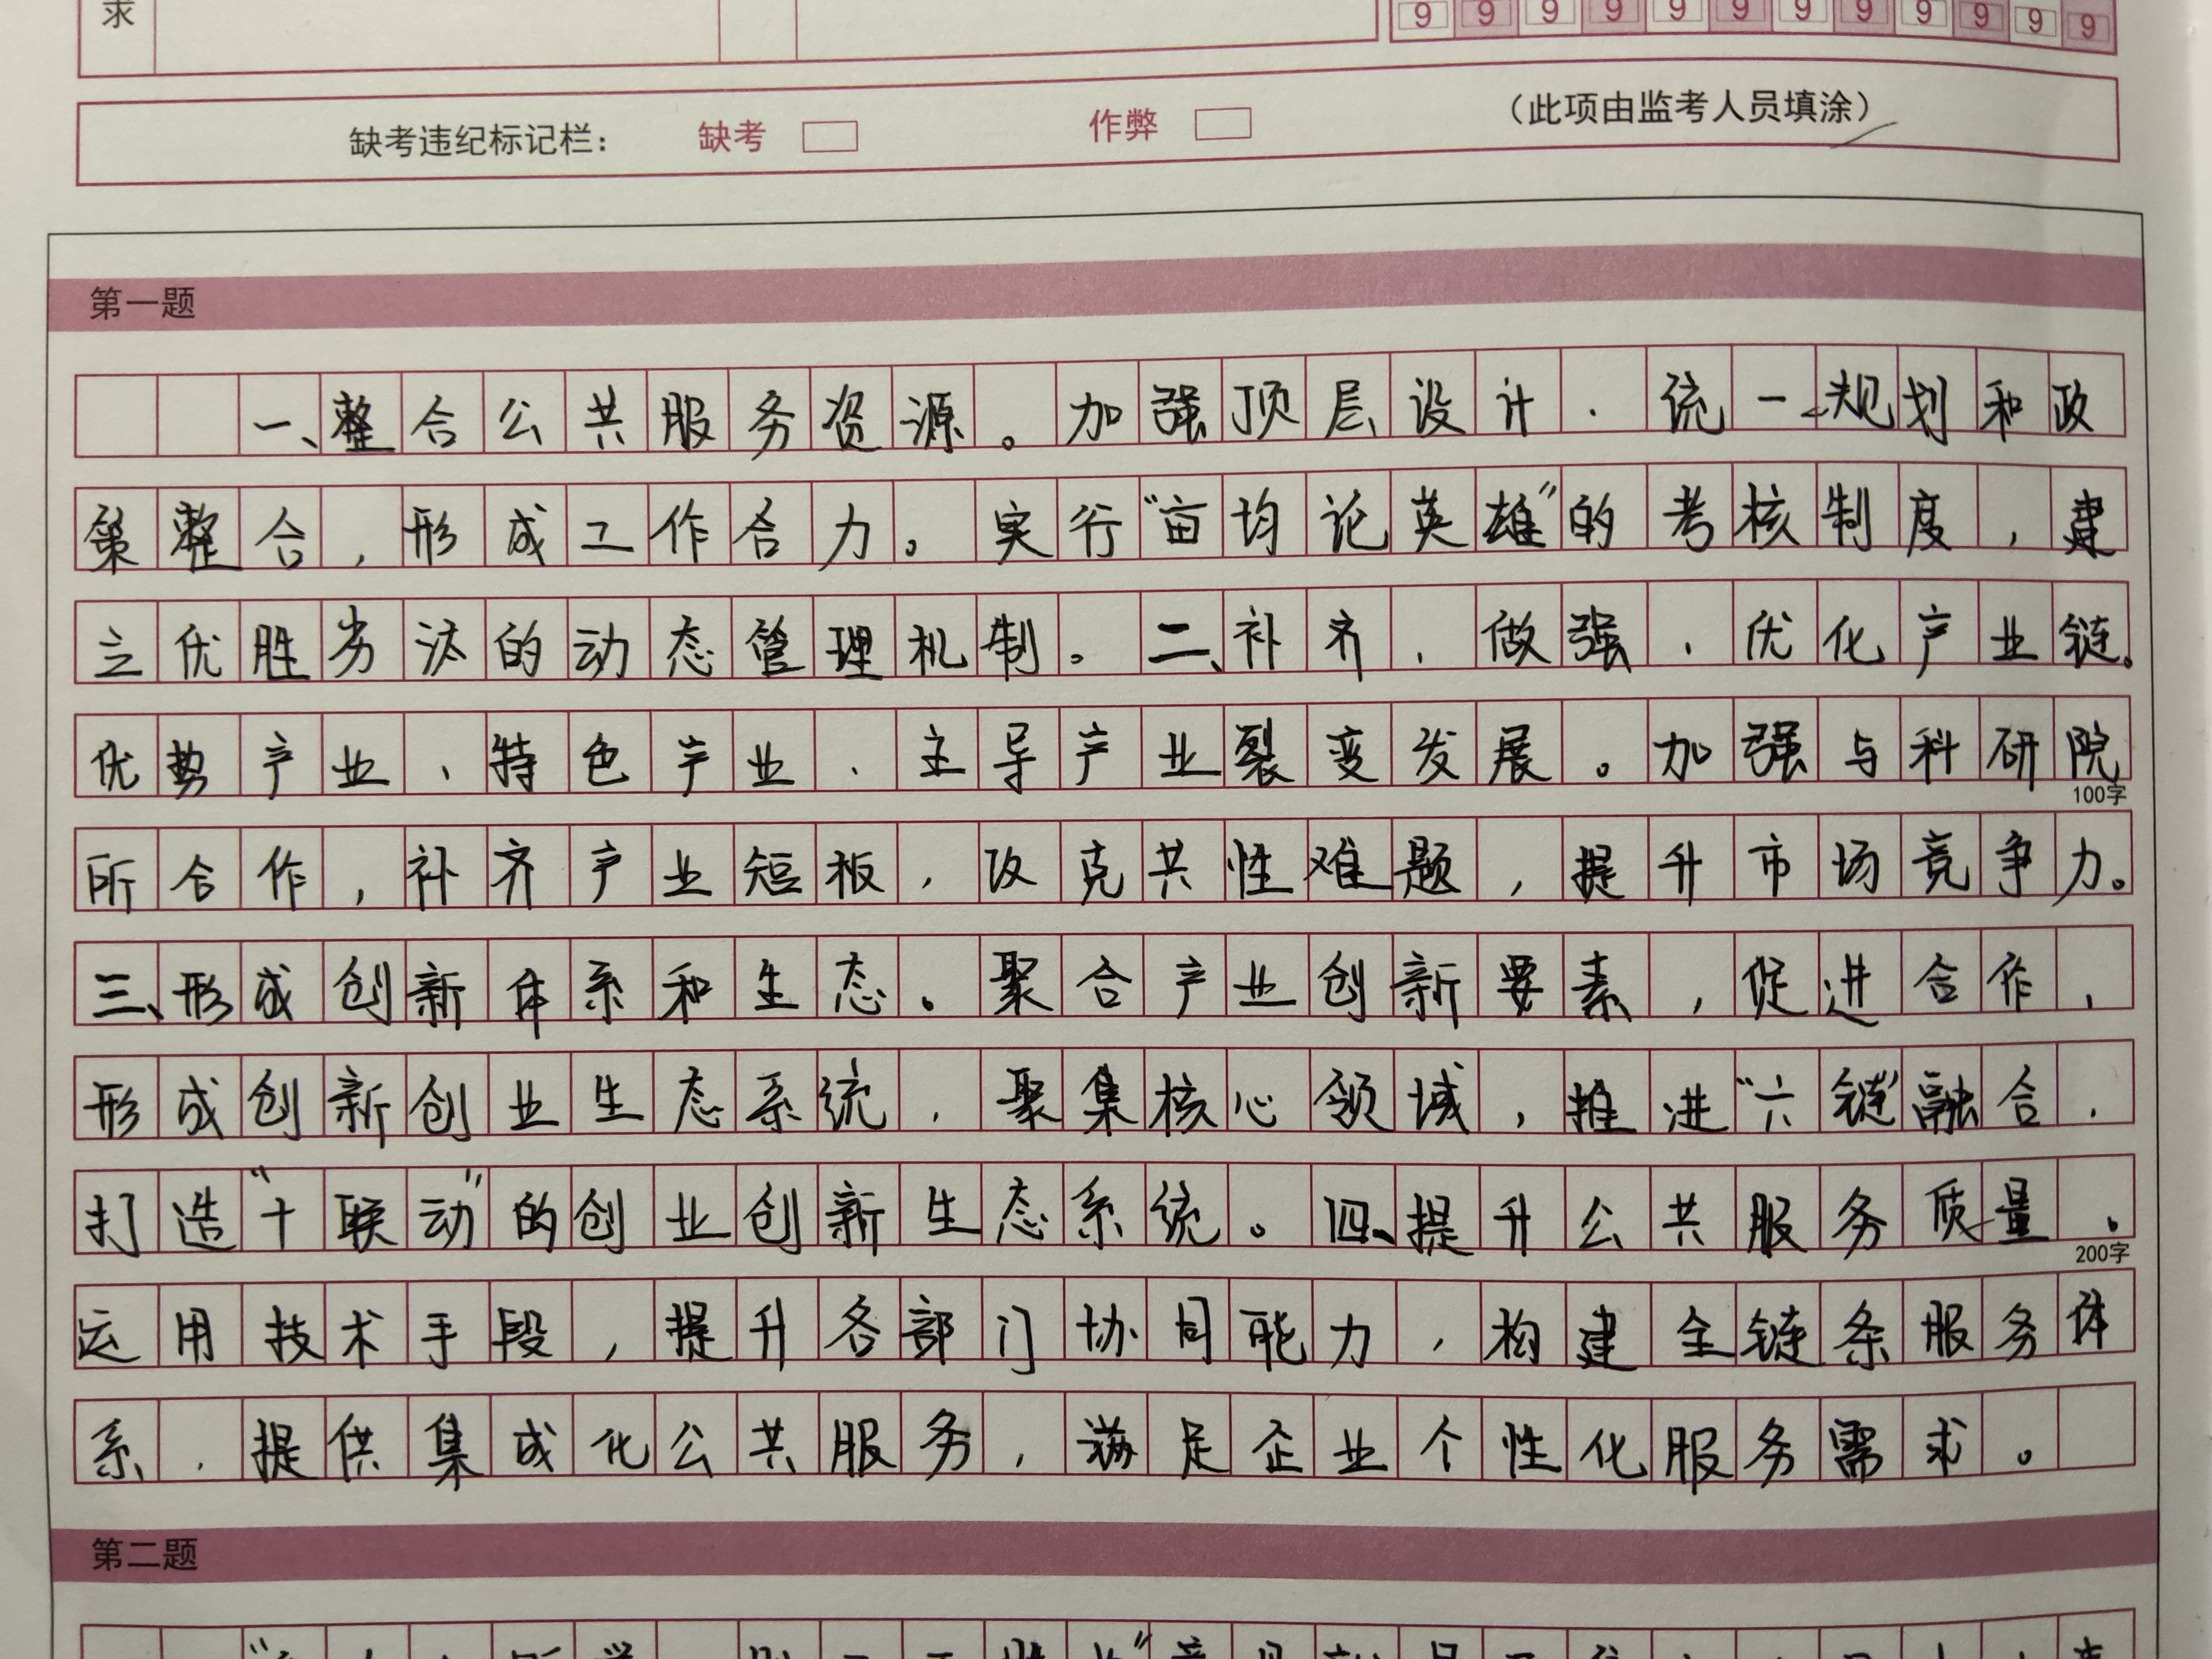 求
9 9 9 9 9 9 9 9 9 9 9 9
缺考违纪标记栏： 缺考 作弊 （此项由监考人员填涂）
第一题
一、整合公共服务资源。加强顶层设计、统一规划和政
策整合，形成工作合力。实行“亩均论英雄”的考核制度，建
立优胜劣汰的动态管理机制。二、补齐、做强、优化产业链。
优势产业、特色产业、主导产业裂变发展。加强与科研院
100字
所合作，补齐产业短板，攻克共性难题，提升市场竞争力。
三、形成创新体系和生态。聚合产业创新要素，促进合作，
形成创新创业生态系统，聚集核心领域，推进“六链”融合，
打造“十联动”的创业创新生态系统。四、提升公共服务质量。
200字
运用技术手段，提升各部门协同能力，构建全链条服务体
系，提供集成化公共服务，满足企业个性化服务需求。
第二题